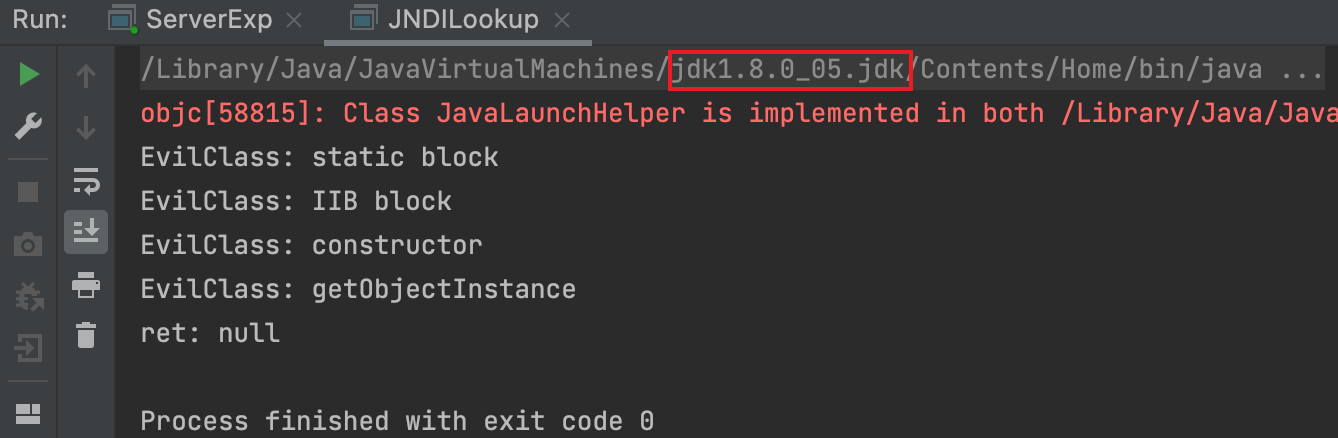 Run: ServerExp JNDILookup
/Library/Java/JavaVirtualMachines/jdk1.8.0_05.jdk/Contents/Home/bin/java ...
objc[58815]: Class JavaLaunchHelper is implemented in both /Library/Java/Java
EvilClass: static block
EvilClass: IIB block
EvilClass: constructor
EvilClass: getObjectInstance
ret: null
Process finished with exit code 0